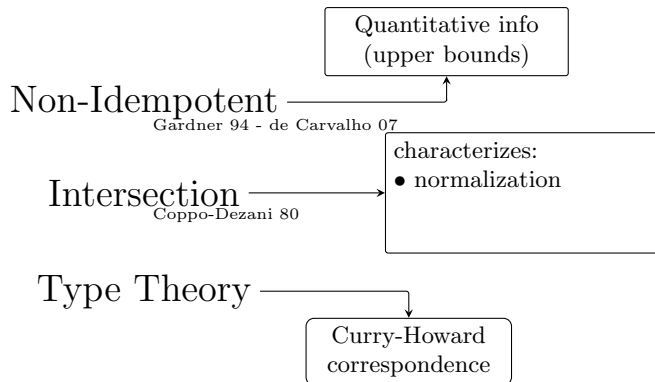 Quantitative info
(upper bounds)
Non-Idempotent
Gardner 94 - de Carvalho 07
characterizes:
• normalization
Intersection
Coppo-Dezani 80
Type Theory
Curry-Howard
correspondence